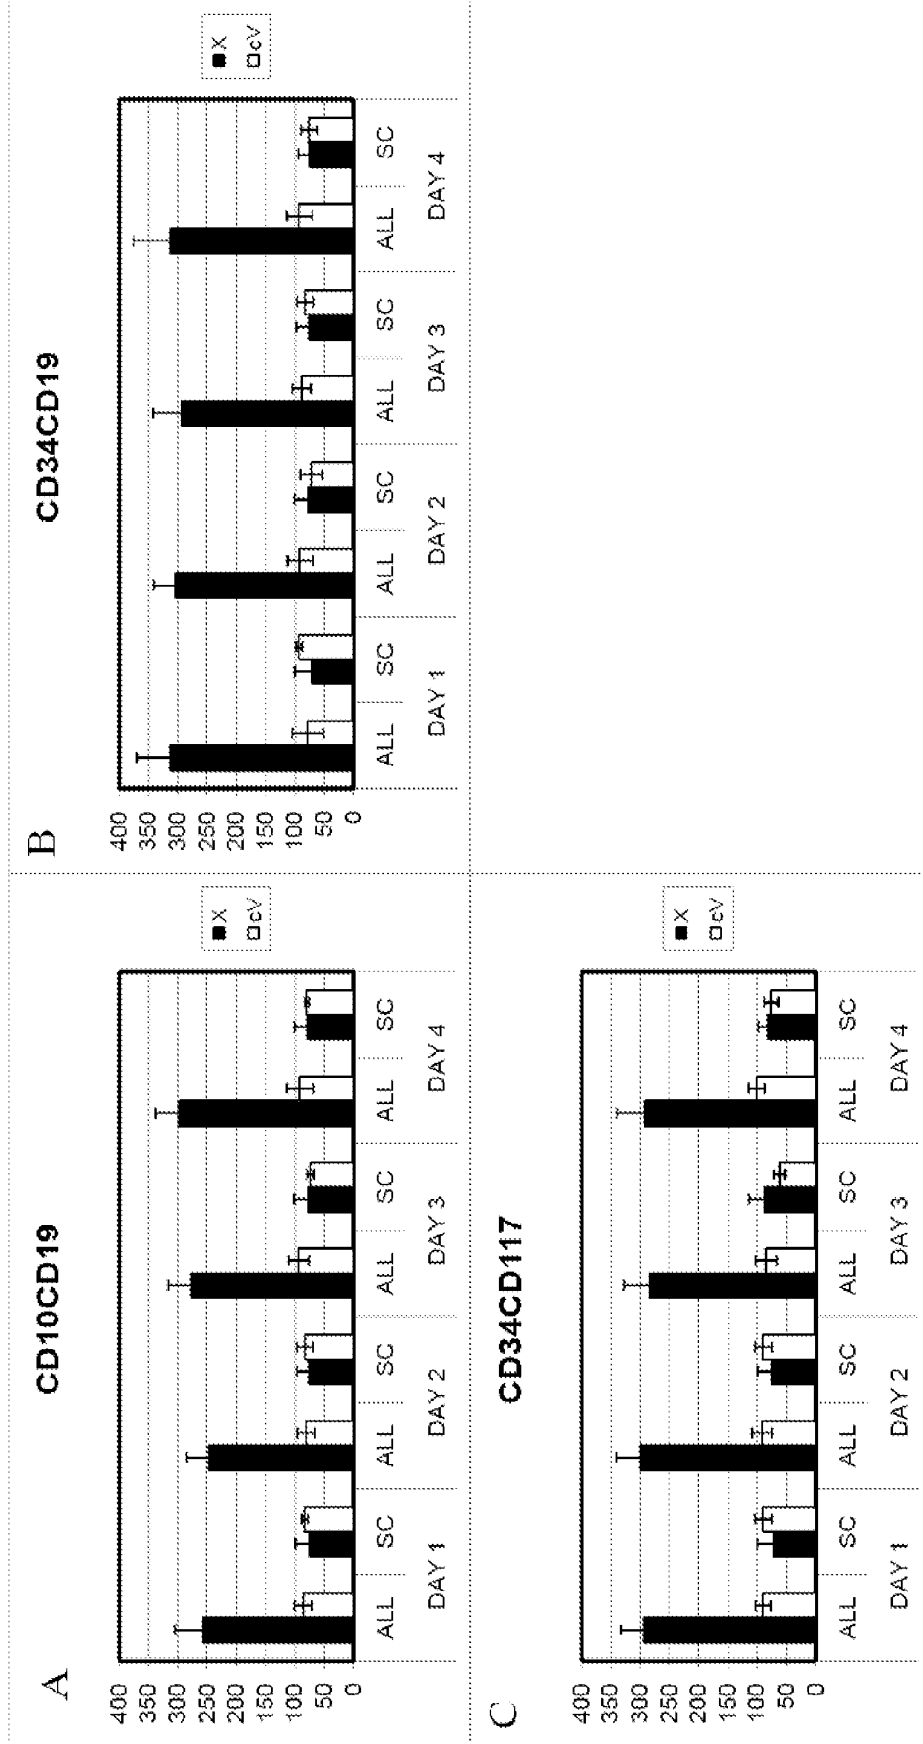 A
CD10CD19
400
350
300
250
200
150
100
50
0
ALL SC ALL SC ALL SC ALL SC
DAY 1 DAY 2 DAY 3 DAY 4
X
cV
B
CD34CD19
400
350
300
250
200
150
100
50
0
ALL SC ALL SC ALL SC ALL SC
DAY 1 DAY 2 DAY 3 DAY 4
X
cV
C
CD34CD117
400
350
300
250
200
150
100
50
0
ALL SC ALL SC ALL SC ALL SC
DAY 1 DAY 2 DAY 3 DAY 4
X
cV